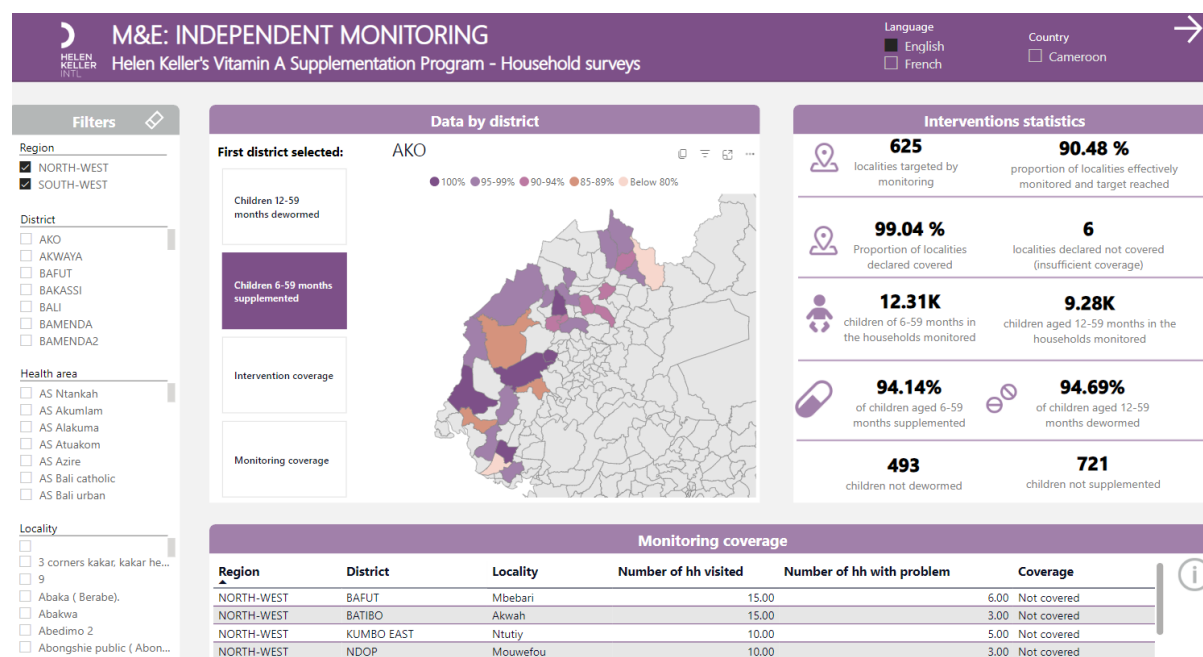 HELEN
KELLER
INTL
M&E: INDEPENDENT MONITORING
Helen Keller's Vitamin A Supplementation Program - Household surveys
Language
English
French
Country
Cameroon
Filters
Region
NORTH-WEST
SOUTH-WEST
District
AKO
AKWAYA
BAFUT
BAKASSI
BALI
BAMENDA
BAMENDA2
Health area
AS Ntankah
AS Akumlam
AS Alakuma
AS Atuakom
AS Azire
AS Bali catholic
AS Bali urban
Locality
3 corners kakar, kakar he...
9
Abaka ( Berabe).
Abakwa
Abedimo 2
Abongshie public ( Abon...
Data by district
First district selected: AKO
Children 12-59
months dewormed
Children 6-59 months
supplemented
Intervention coverage
Monitoring coverage
100% 95-99% 90-94% 85-89% Below 80%
Interventions statistics
625
localities targeted by
monitoring
90.48 %
proportion of localities effectively
monitored and target reached
99.04 %
Proportion of localities
declared covered
6
localities declared not covered
(insufficient coverage)
12.31K
children of 6-59 months in
the households monitored
9.28K
children aged 12-59 months in the
households monitored
94.14%
of children aged 6-59
months supplemented
94.69%
of children aged 12-59
months dewormed
493
children not dewormed
721
children not supplemented
Monitoring coverage
Region District Locality Number of hh visited Number of hh with problem Coverage
NORTH-WEST BAFUT Mbebari 15.00 6.00 Not covered
NORTH-WEST BATIBO Akwah 15.00 3.00 Not covered
NORTH-WEST KUMBO EAST Ntutiy 10.00 5.00 Not covered
NORTH-WEST NDOP Mouwefou 10.00 3.00 Not covered